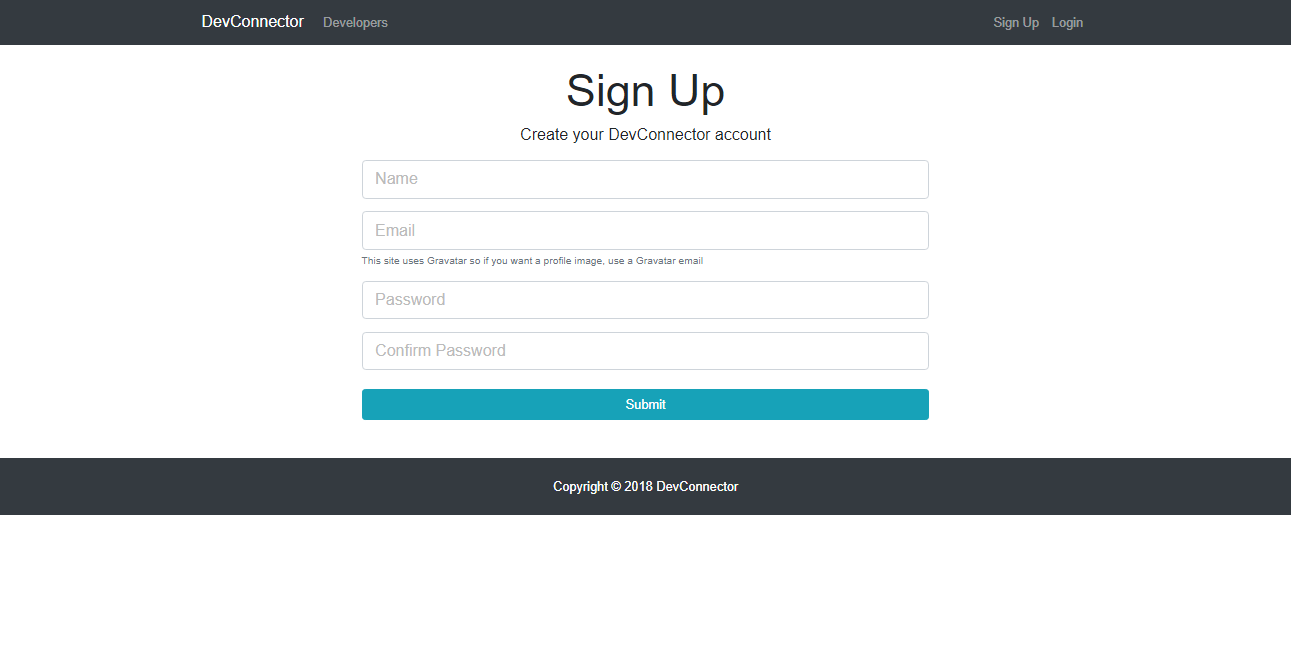 DevConnector Developers Sign Up Login
Sign Up
Create your DevConnector account
Name
Email
This site uses Gravatar so if you want a profile image, use a Gravatar email
Password
Confirm Password
Submit
Copyright © 2018 DevConnector